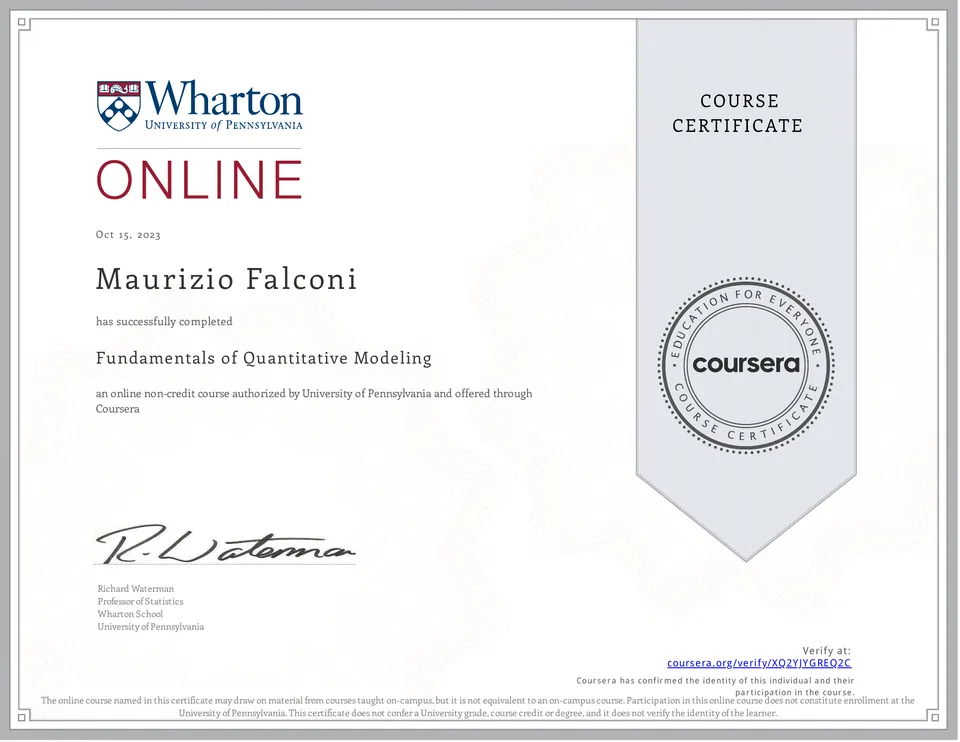 Wharton
UNIVERSITY of PENNSYLVANIA
ONLINE
Oct 15, 2023
Maurizio Falconi
has successfully completed
Fundamentals of Quantitative Modeling
an online non-credit course authorized by University of Pennsylvania and offered through
Coursera
R. Waterman
Richard Waterman
Professor of Statistics
Wharton School
University of Pennsylvania
COURSE
CERTIFICATE
EDUCATION FOR EVERYONE
coursera
COURSE CERTIFICATE
Verify at:
coursera.org/verify/XQ2YJYGREQ2C
Coursera has confirmed the identity of this individual and their
participation in the course.
The online course named in this certificate may draw on material from courses taught on-campus, but it is not equivalent to an on-campus course. Participation in this online course does not constitute enrollment at the
University of Pennsylvania. This certificate does not confer a University grade, course credit or degree, and it does not verify the identity of the learner.